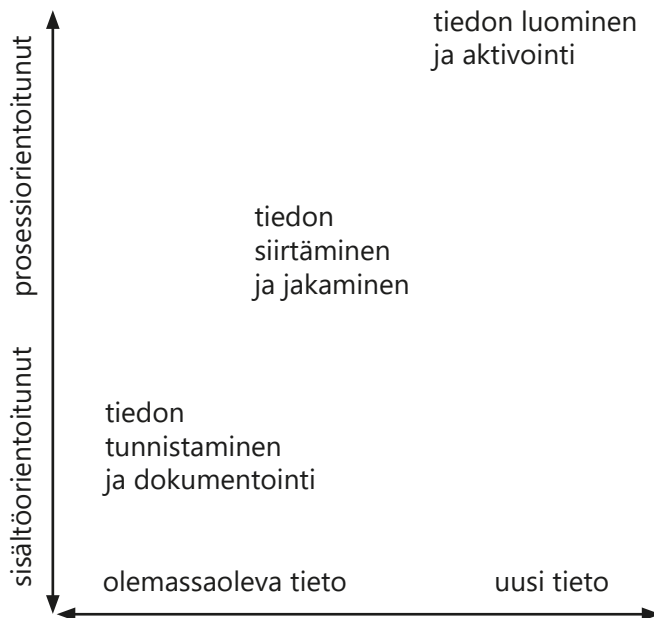 tiedon luominen
ja aktivointi
prosessiorientoitunut
tiedon
siirtäminen
ja jakaminen
sisältöorientoitunut
tiedon
tunnistaminen
ja dokumentointi
olemassaoleva tieto
uusi tieto